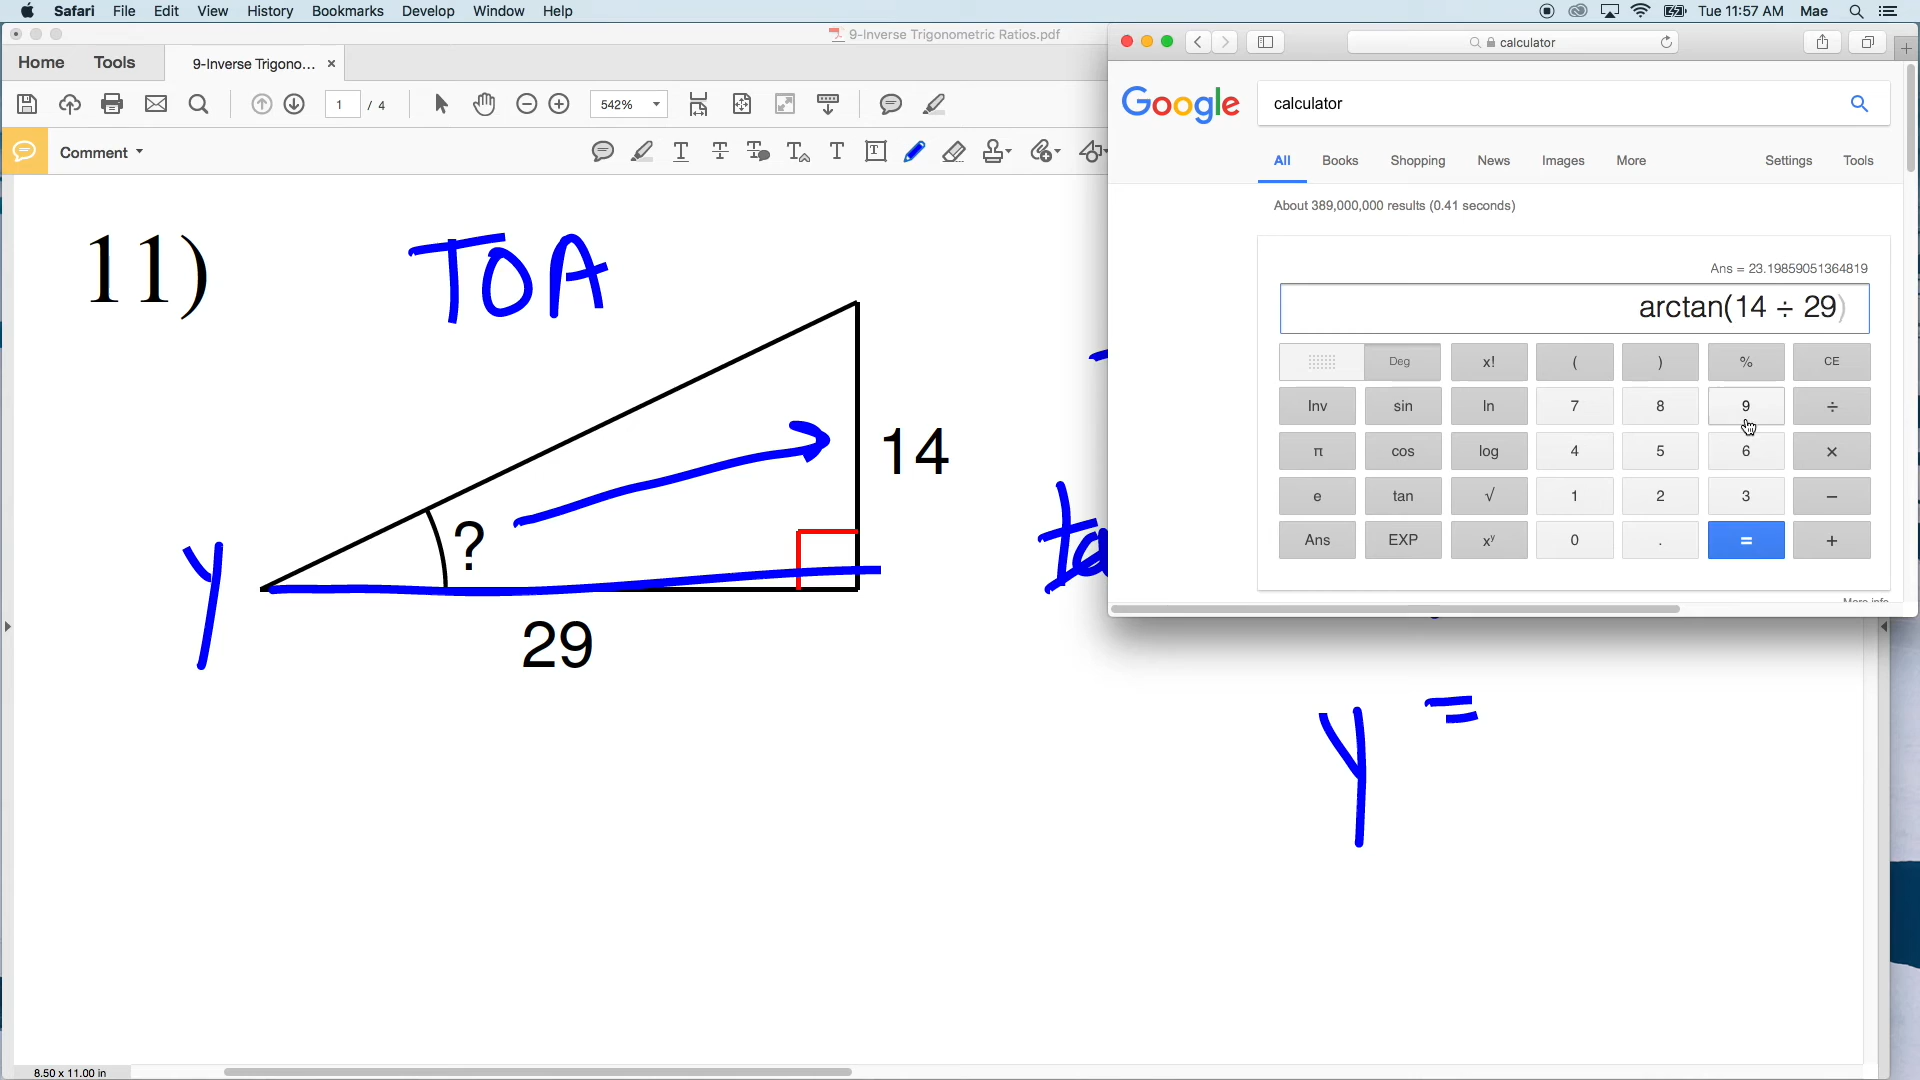 Safari File Edit View History Bookmarks Develop Window Help Tue 11:57 AM Mae
9-Inverse Trigonometric Ratios.pdf
calculator
Home Tools 9-Inverse Trigono... ×
1 / 4 542%
Comment
Google calculator
All Books Shopping News Images More Settings Tools
About 389,000,000 results (0.41 seconds)
Ans = 23.19859051364819
arctan(14 ÷ 29)
Deg x! ( ) % CE
Inv sin ln 7 8 9 ÷
π cos log 4 5 6 ×
e tan √ 1 2 3 −
Ans EXP xʸ 0 . = +
More info
11)
TOA
14
?
y
29
y =
8.50 x 11.00 in